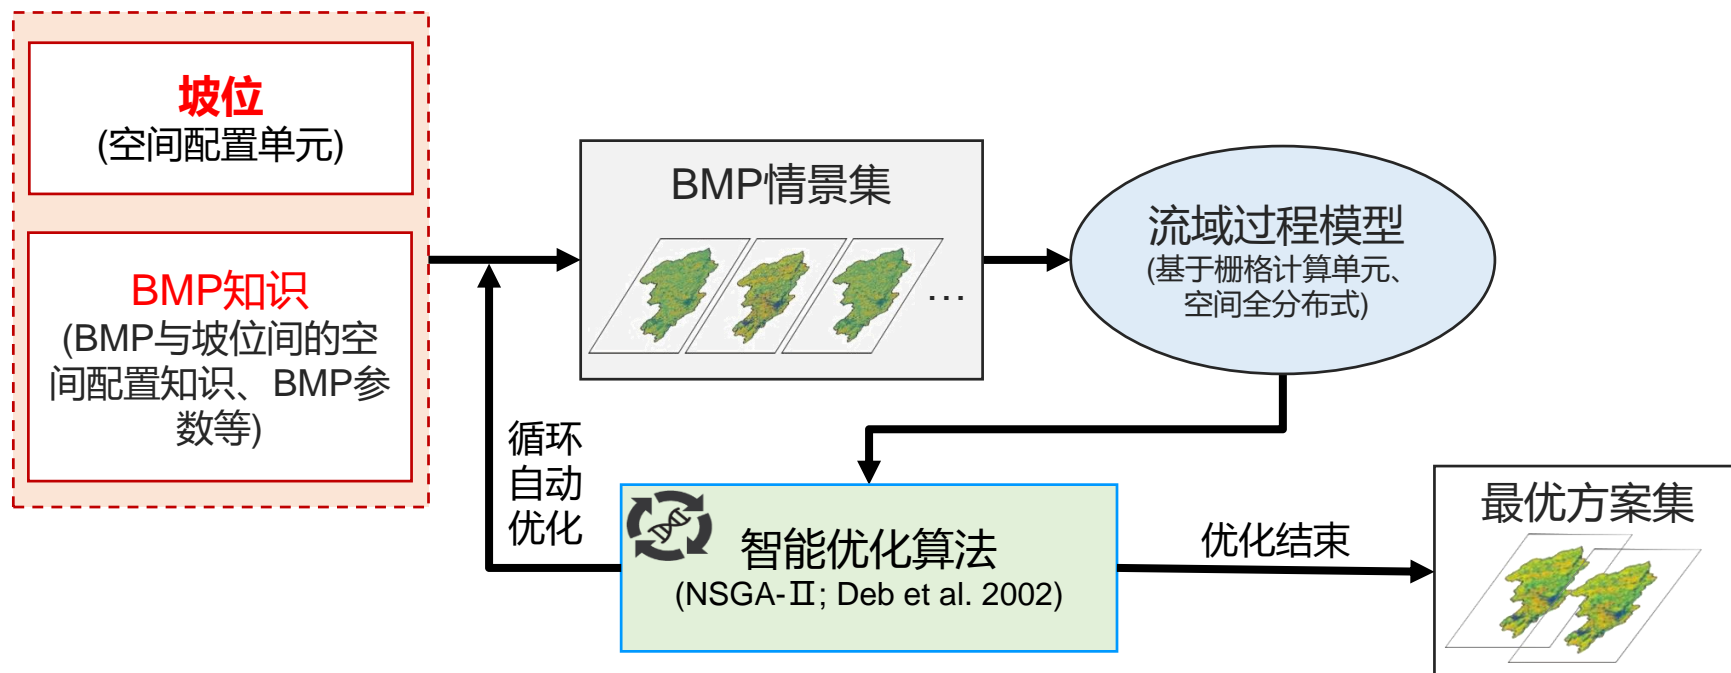 坡位
(空间配置单元)
BMP知识
(BMP与坡位间的空
间配置知识、BMP参
数等)
BMP情景集
...
流域过程模型
(基于栅格计算单元、
空间全分布式)
循环
自动
优化
智能优化算法
(NSGA-Ⅱ; Deb et al. 2002)
优化结束
最优方案集